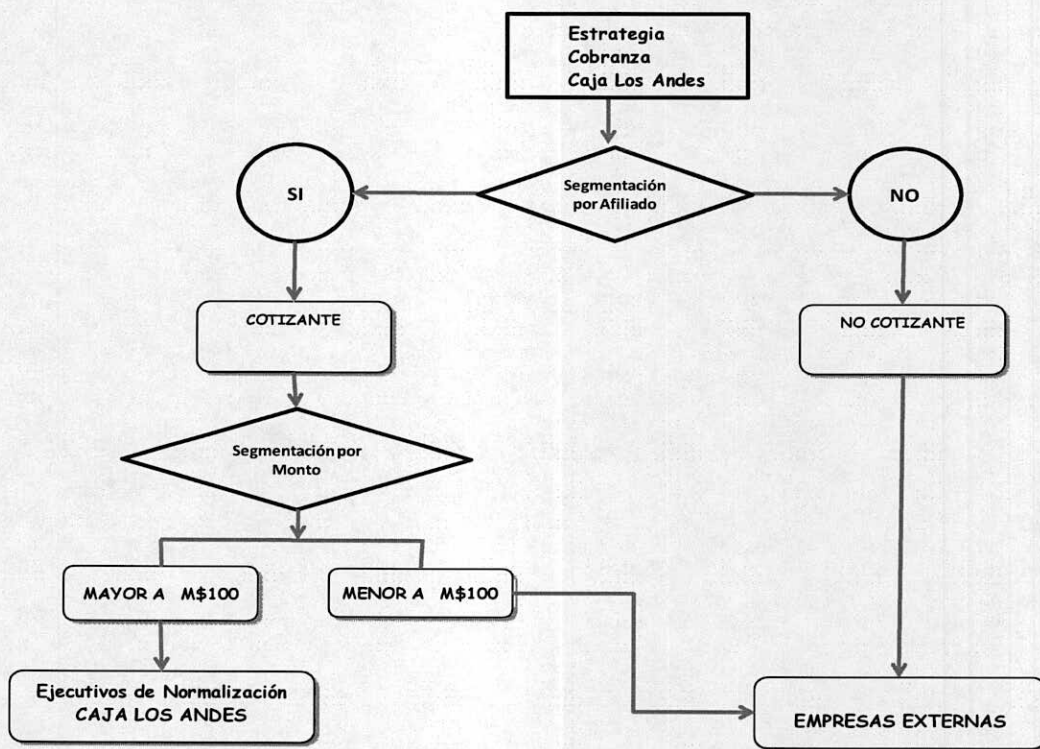 Estrategia
Cobranza
Caja Los Andes
SI
Segmentación
por Afiliado
NO
COTIZANTE
NO COTIZANTE
Segmentación por
Monto
MAYOR A M$100
MENOR A M$100
Ejecutivos de Normalización
CAJA LOS ANDES
EMPRESAS EXTERNAS